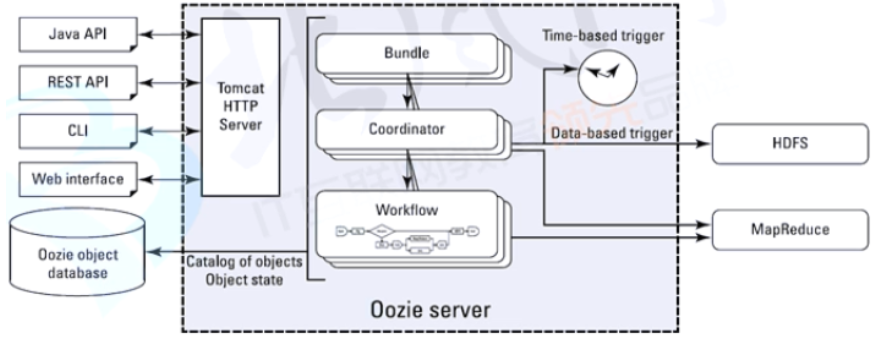 Java API
REST API
CLI
Web interface
Oozie object
database
Tomcat
HTTP
Server
Bundle
Coordinator
Workflow
Catalog of objects
Object state
Time-based trigger
Data-based trigger
HDFS
MapReduce
Oozie server